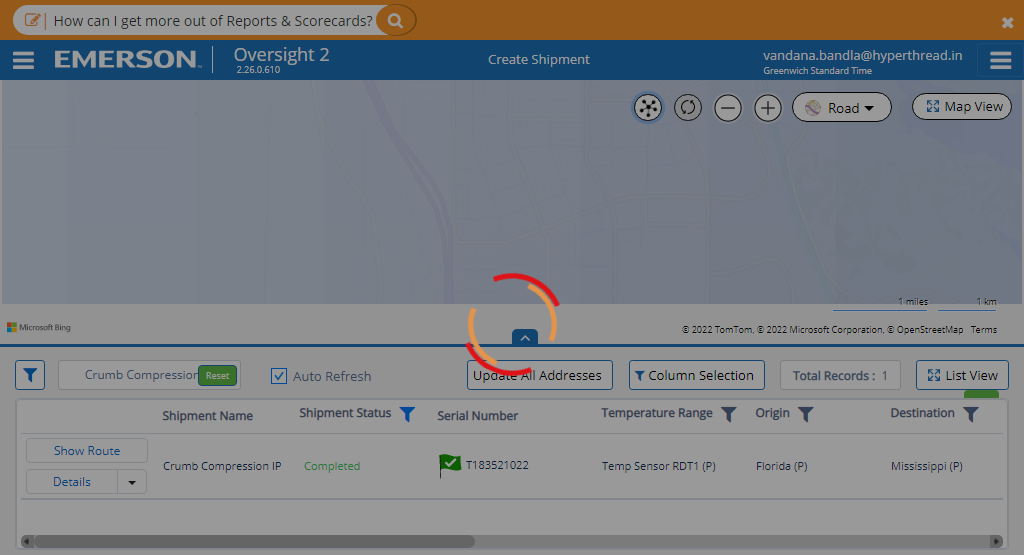 How can I get more out of Reports & Scorecards?
EMERSON
Oversight 2
2.26.0.610
Create Shipment
vandana.bandla@hyperthread.in
Greenwich Standard Time
Road
Map View
1 miles
1 km
Microsoft Bing
© 2022 TomTom, © 2022 Microsoft Corporation, © OpenStreetMap Terms
Crumb Compression
Reset
Auto Refresh
Update All Addresses
Column Selection
Total Records : 1
List View
Shipment Name
Shipment Status
Serial Number
Temperature Range
Origin
Destination
Show Route
Details
Crumb Compression IP
Completed
T183521022
Temp Sensor RDT1 (P)
Florida (P)
Mississippi (P)